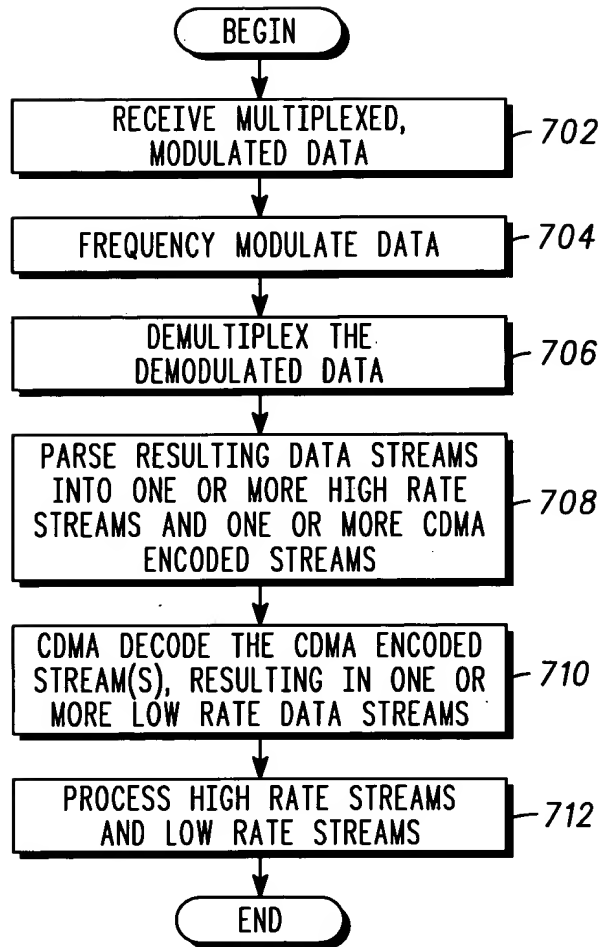 BEGIN
RECEIVE MULTIPLEXED,
MODULATED DATA
702
FREQUENCY MODULATE DATA
704
DEMULTIPLEX THE
DEMODULATED DATA
706
PARSE RESULTING DATA STREAMS
INTO ONE OR MORE HIGH RATE
STREAMS AND ONE OR MORE CDMA
ENCODED STREAMS
708
CDMA DECODE THE CDMA ENCODED
STREAM(S), RESULTING IN ONE OR
MORE LOW RATE DATA STREAMS
710
PROCESS HIGH RATE STREAMS
AND LOW RATE STREAMS
712
END